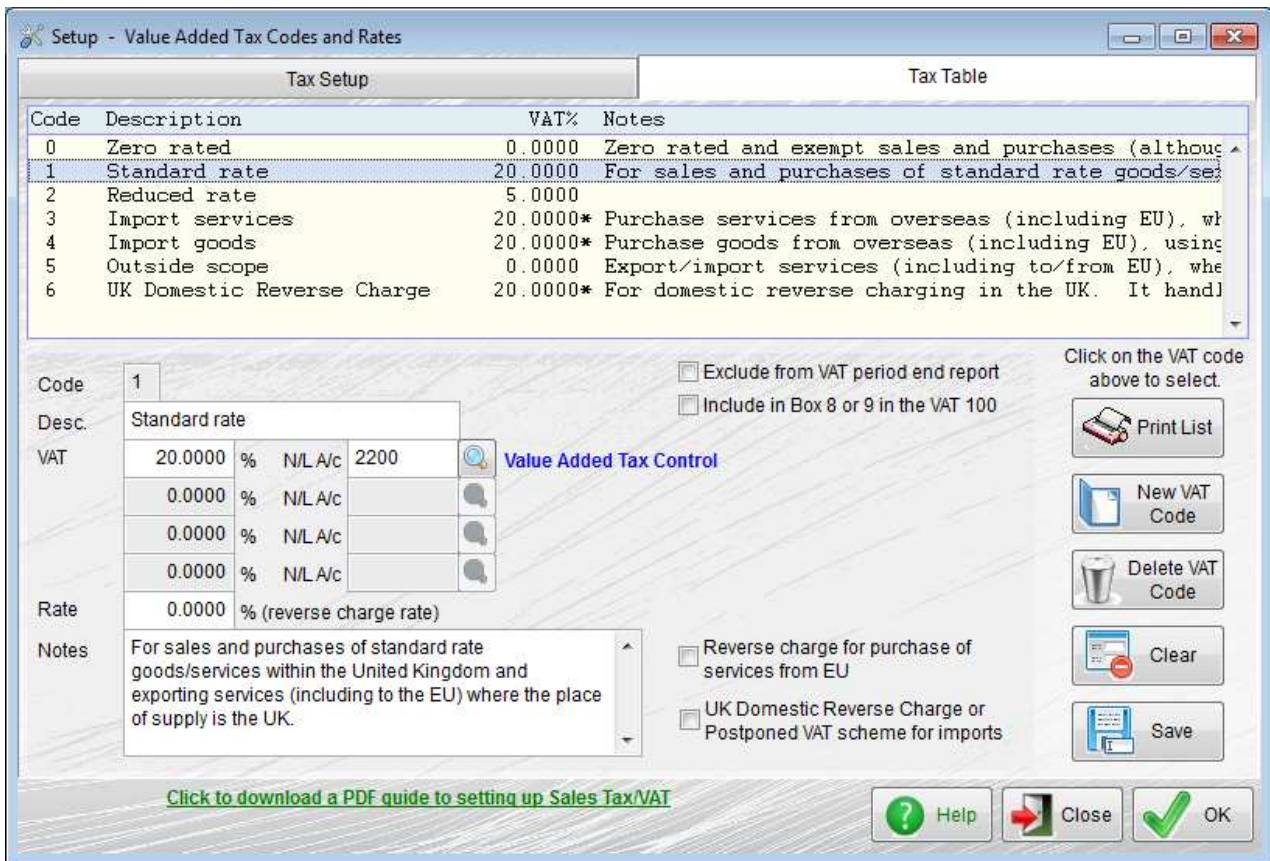 Setup - Value Added Tax Codes and Rates
Tax Setup
Tax Table
Code Description VAT% Notes
0 Zero rated 0.0000 Zero rated and exempt sales and purchases (althoug
1 Standard rate 20.0000 For sales and purchases of standard rate goods/se
2 Reduced rate 5.0000
3 Import services 20.0000* Purchase services from overseas (including EU), wh
4 Import goods 20.0000* Purchase goods from overseas (including EU), using
5 Outside scope 0.0000 Export/import services (including to/from EU), whe
6 UK Domestic Reverse Charge 20.0000* For domestic reverse charging in the UK. It handl
Click on the VAT code
above to select.
Code 1
Exclude from VAT period end report
Include in Box 8 or 9 in the VAT 100
Desc. Standard rate
Print List
VAT 20.0000 % N/L A/c 2200 Value Added Tax Control
0.0000 % N/L A/c
New VAT
Code
0.0000 % N/L A/c
0.0000 % N/L A/c
Delete VAT
Code
Rate 0.0000 % (reverse charge rate)
Notes For sales and purchases of standard rate
goods/services within the United Kingdom and
exporting services (including to the EU) where the place
of supply is the UK.
Reverse charge for purchase of
services from EU
Clear
UK Domestic Reverse Charge or
Postponed VAT scheme for imports
Save
Click to download a PDF guide to setting up Sales Tax/VAT
Help
Close
OK